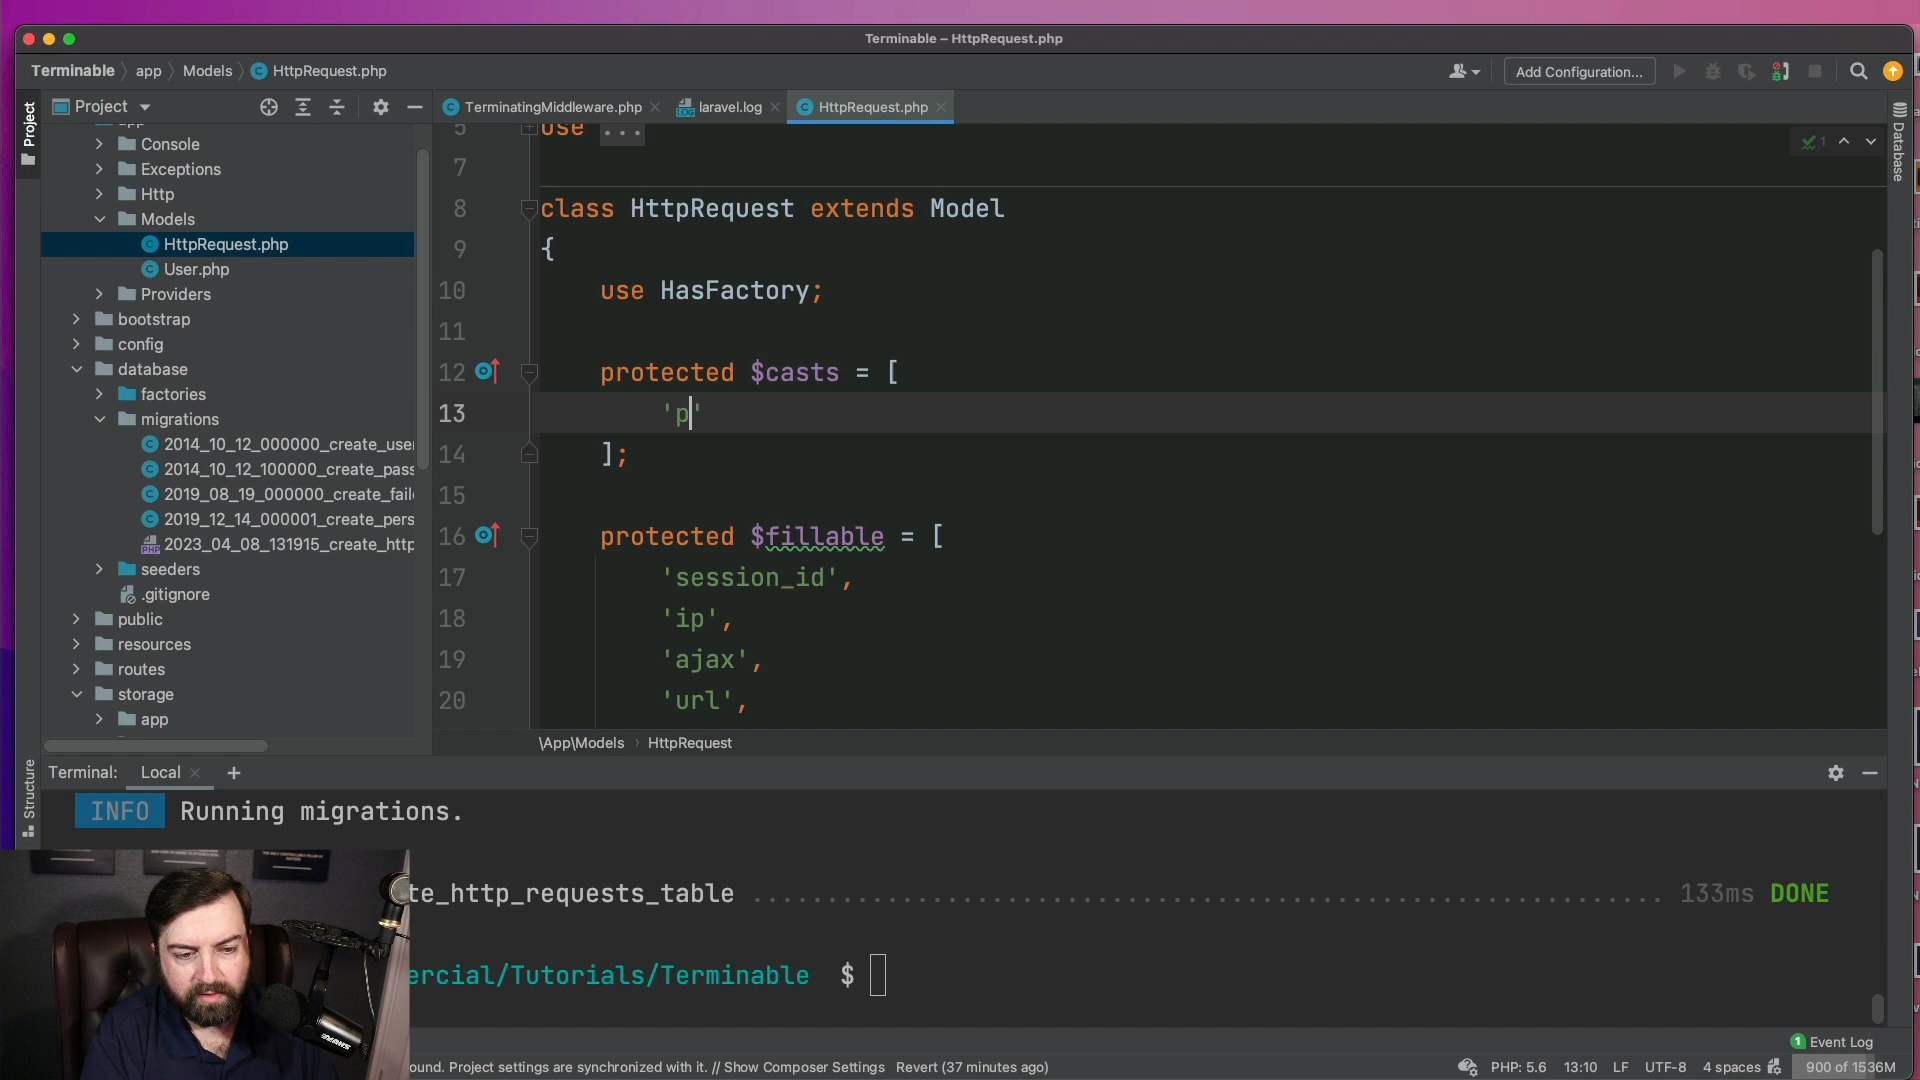 Terminable – HttpRequest.php
Terminable app Models HttpRequest.php
Add Configuration...
Project
Project
TerminatingMiddleware.php
laravel.log
HttpRequest.php
Database
Console
Exceptions
Http
Models
HttpRequest.php
User.php
Providers
bootstrap
config
database
factories
migrations
2014_10_12_000000_create_user
2014_10_12_100000_create_pass
2019_08_19_000000_create_faile
2019_12_14_000001_create_pers
2023_04_08_131915_create_http
seeders
.gitignore
public
resources
routes
storage
app
5 use ...
7
8 class HttpRequest extends Model
9 {
10 use HasFactory;
11
12 protected $casts = [
13 'p'
14 ];
15
16 protected $fillable = [
17 'session_id',
18 'ip',
19 'ajax',
20 'url',
1
\App\Models › HttpRequest
Structure
Terminal: Local +
INFO Running migrations.
te_http_requests_table ........ 133ms DONE
ercial/Tutorials/Terminable $
1 Event Log
ound. Project settings are synchronized with it. // Show Composer Settings Revert (37 minutes ago)
PHP: 5.6 13:10 LF UTF-8 4 spaces 900 of 1536M